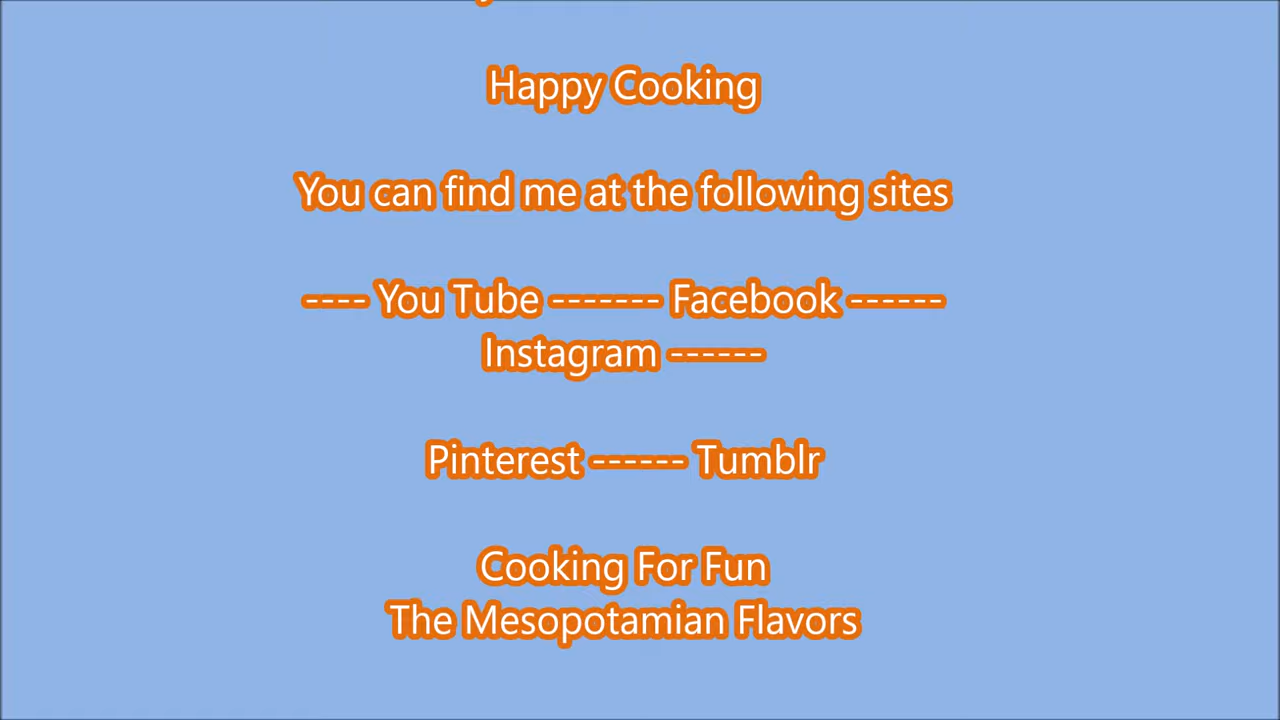 Happy Cooking
You can find me at the following sites
---- You Tube ------- Facebook ------
Instagram ------
Pinterest ------ Tumblr
Cooking For Fun
The Mesopotamian Flavors